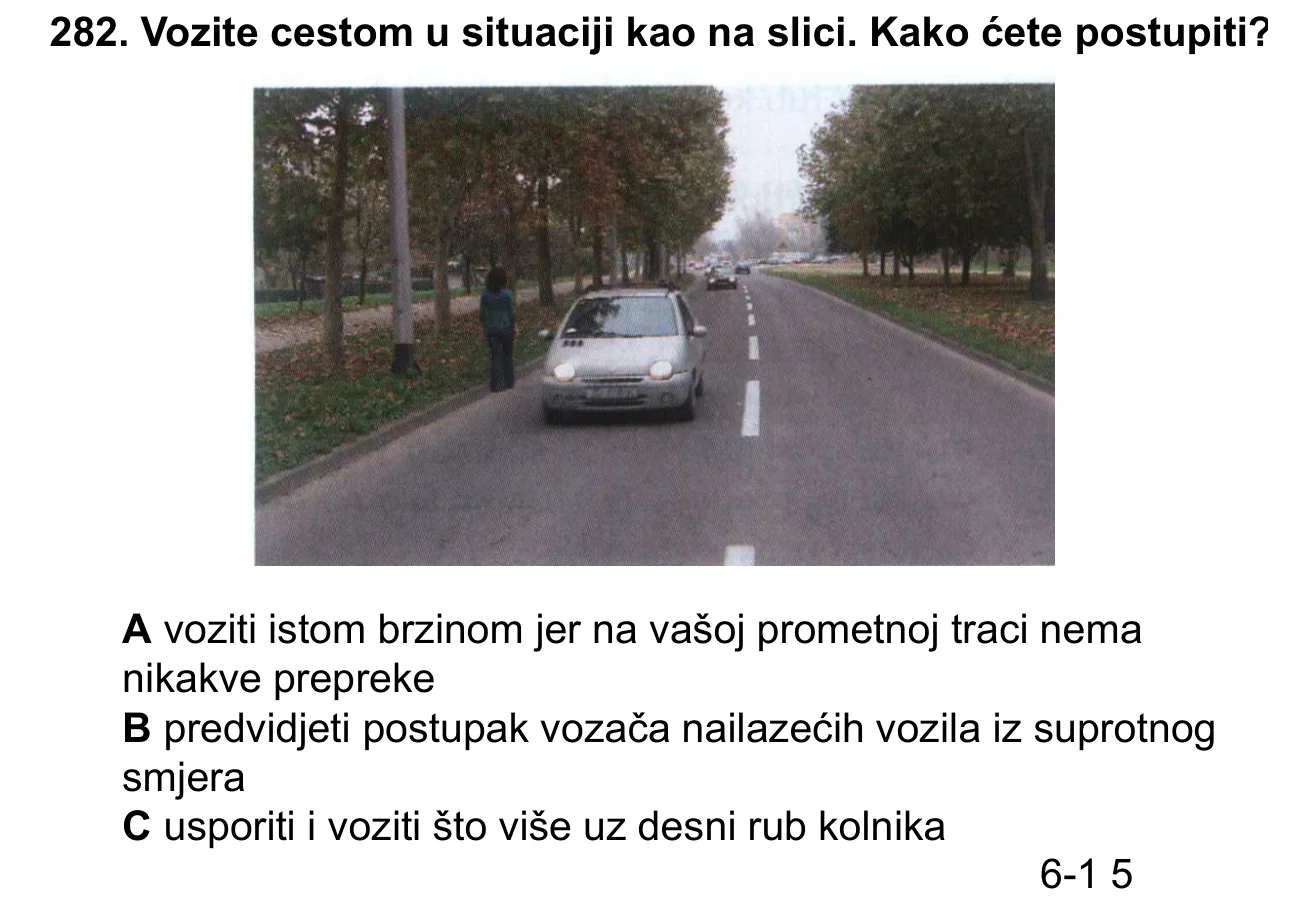 282. Vozite cestom u situaciji kao na slici. Kako ćete postupiti?
A voziti istom brzinom jer na vašoj prometnoj traci nema
nikakve prepreke
B predvidjeti postupak vozača nailazećih vozila iz suprotnog
smjera
C usporiti i voziti što više uz desni rub kolnika
6-1 5